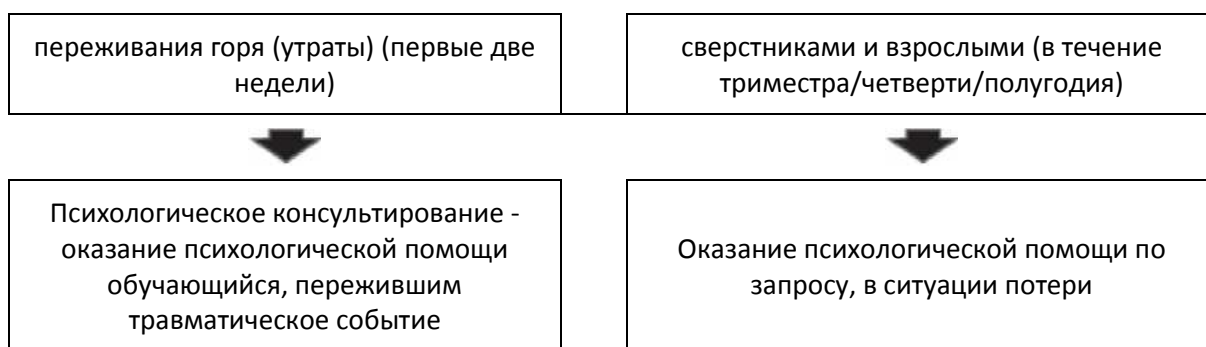 переживания горя (утраты) (первые две
недели)
сверстниками и взрослыми (в течение
триместра/четверти/полугодия)
Психологическое консультирование -
оказание психологической помощи
обучающийся, пережившим
травматическое событие
Оказание психологической помощи по
запросу, в ситуации потери